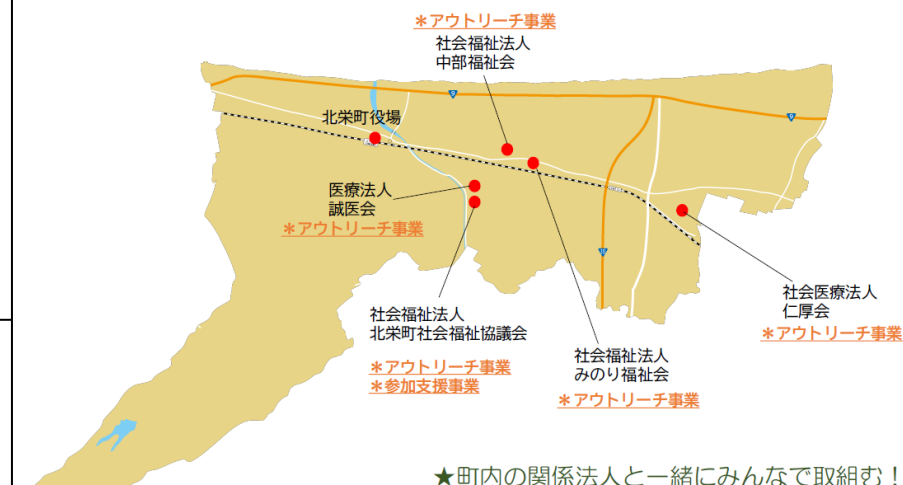 *アウトリーチ事業
社会福祉法人
中部福祉会
9
9
北栄町役場
医療法人
誠医会
*アウトリーチ事業
社会福祉法人
北栄町社会福祉協議会
*アウトリーチ事業
*参加支援事業
社会福祉法人
みのり福祉会
*アウトリーチ事業
社会医療法人
仁厚会
*アウトリーチ事業
★町内の関係法人と一緒にみんなで取組む！